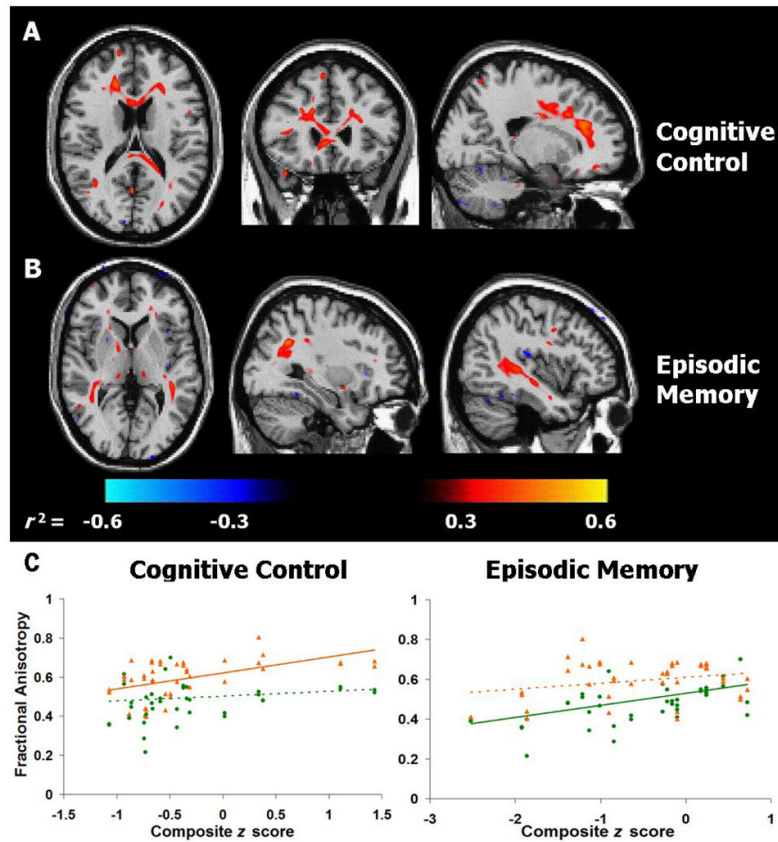 A
Cognitive
Control
B
Episodic
Memory
r² = -0.6 -0.3 0.3 0.6
C
Cognitive Control
Episodic Memory
Fractional Anisotropy
1
0.8
0.6
0.4
0.2
0
-1.5 -1 -0.5 0 0.5 1 1.5
Composite z score
1
0.8
0.6
0.4
0.2
0
-3 -2 -1 0 1
Composite z score